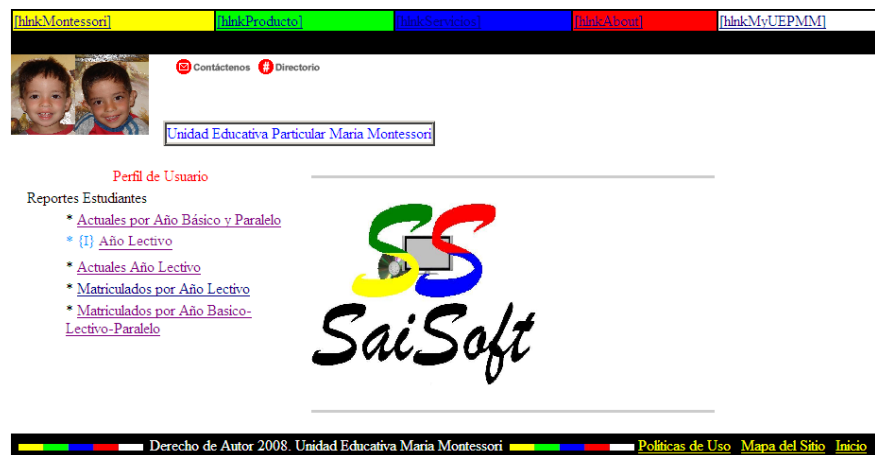 [hlnkMontessori] [hlnkProducto] [hlnkServicios] [hlnkAbout] [hlnkMyUEPMM]
Contáctenos # Directorio
Unidad Educativa Particular Maria Montessori
Perfil de Usuario
Reportes Estudiantes
* Actuales por Año Básico y Paralelo
* {I} Año Lectivo
* Actuales Año Lectivo
* Matriculados por Año Lectivo
* Matriculados por Año Basico-
Lectivo-Paralelo
SS
SaiSoft
Derecho de Autor 2008. Unidad Educativa Maria Montessori Políticas de Uso Mapa del Sitio Inicio